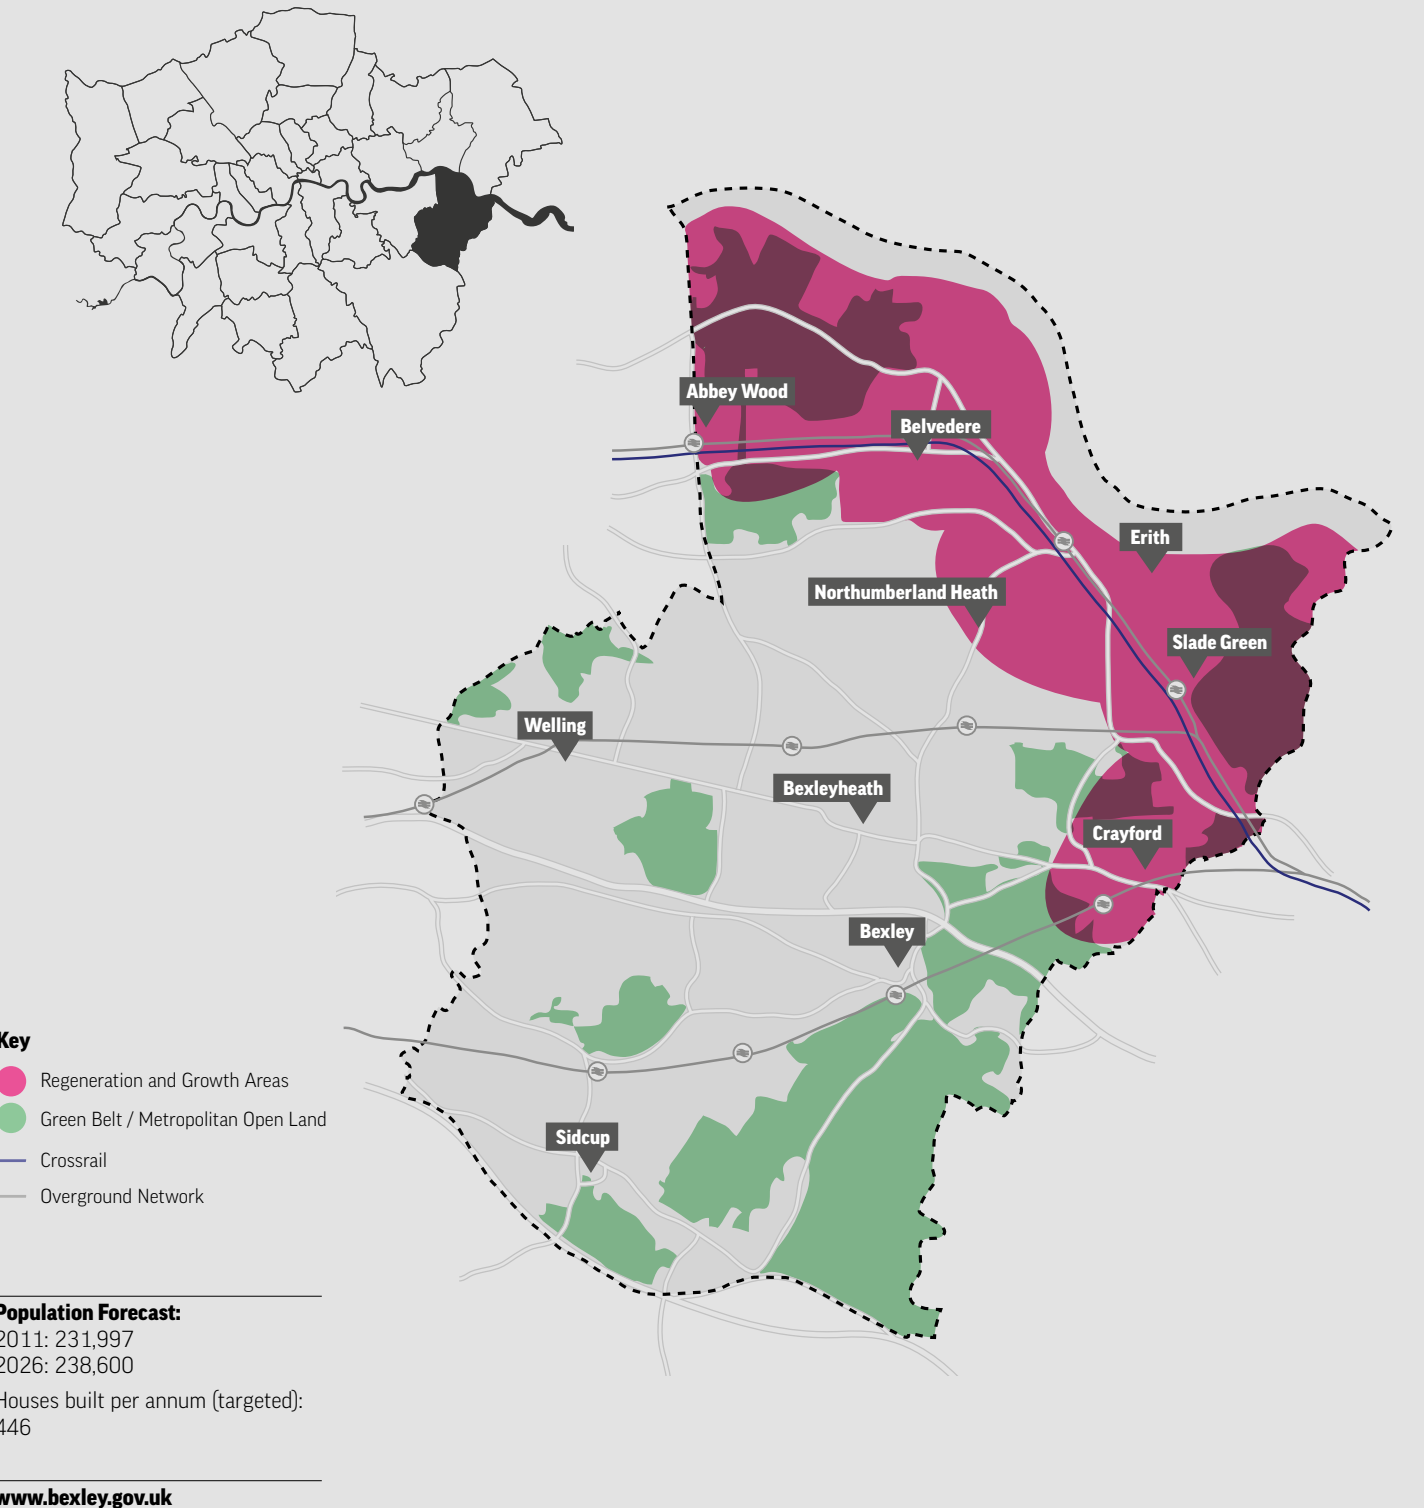 Abbey Wood
Belvedere
Erith
Northumberland Heath
Slade Green
Welling
Bexleyheath
Crayford
Bexley
Sidcup
Key
Regeneration and Growth Areas
Green Belt / Metropolitan Open Land
Crossrail
Overground Network
Population Forecast:
2011: 231,997
2026: 238,600
Houses built per annum (targeted):
446
www.bexley.gov.uk